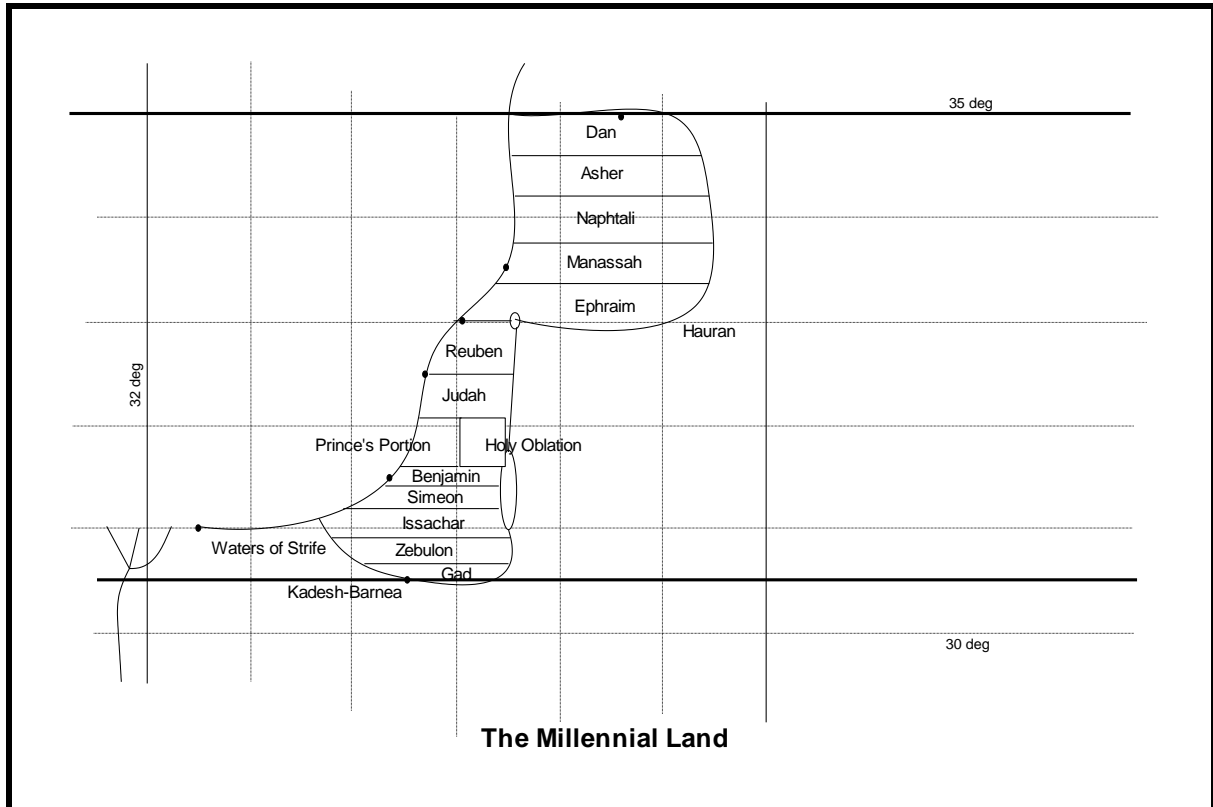 35 deg
Dan
Asher
Naphtali
Manassah
Ephraim
Hauran
Reuben
32 deg
Judah
Prince's Portion
Holy Oblation
Benjamin
Simeon
Issachar
Waters of Strife
Zebulon
Gad
Kadesh-Barnea
30 deg
The Millennial Land